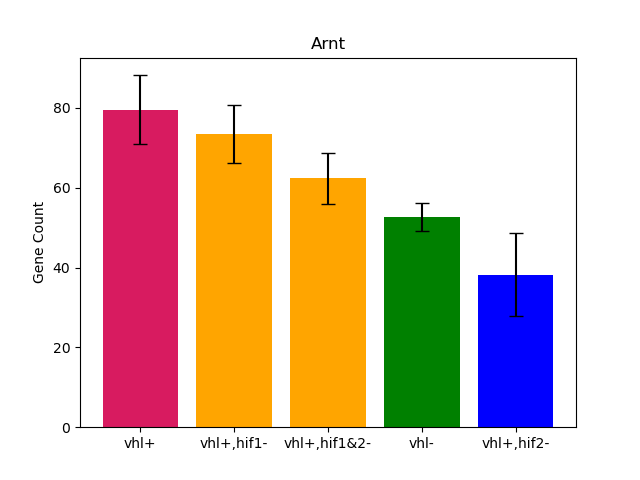 Arnt
Gene Count
80
60
40
20
0
vhl+
vhl+,hif1-
vhl+,hif1&2-
vhl-
vhl+,hif2-